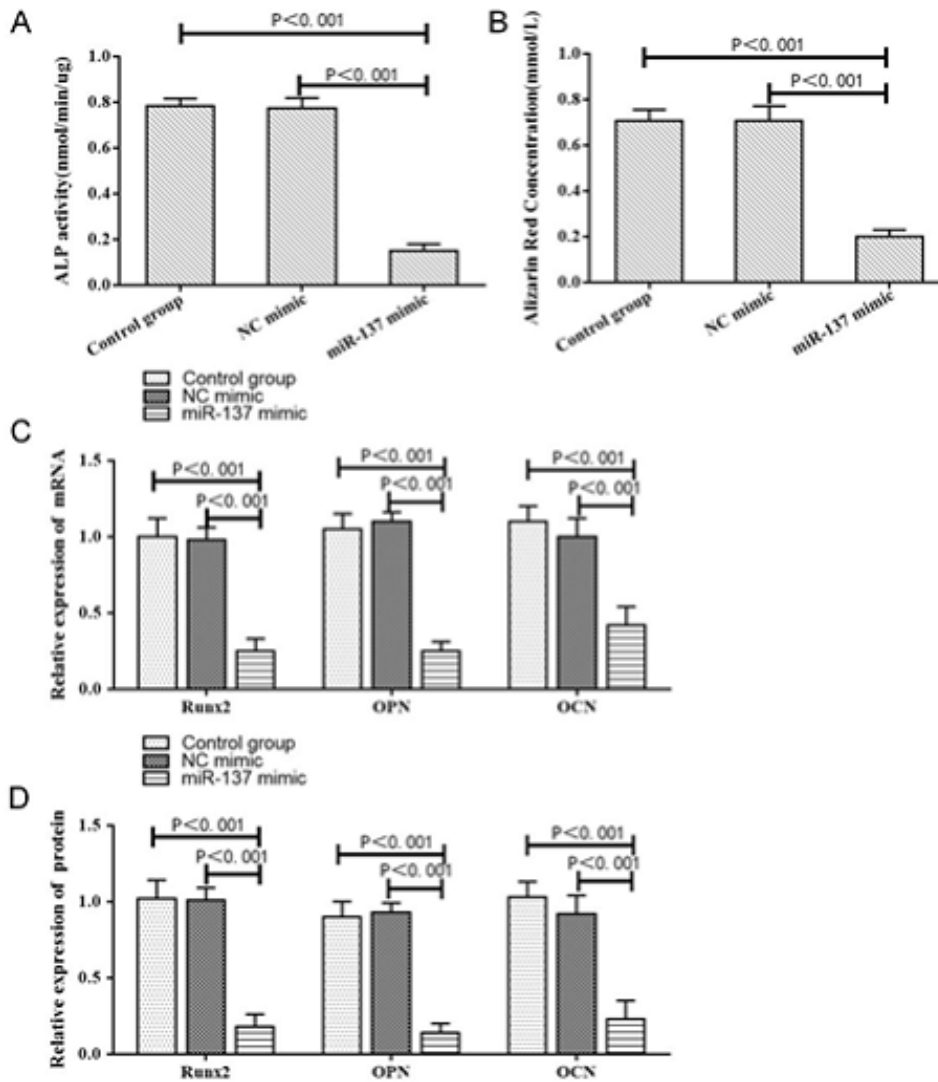 A
P<0.001
P<0.001
ALP activity(nmol/min/ug)
1.0
0.8
0.6
0.4
0.2
0.0
Control group
NC mimic
miR-137 mimic
B
P<0.001
P<0.001
Alizarin Red Concentration(mmol/L)
1.0
0.8
0.6
0.4
0.2
0.0
Control group
NC mimic
miR-137 mimic
Control group
NC mimic
miR-137 mimic
C
Relative expression of mRNA
1.5
1.0
0.5
0.0
P<0.001
P<0.001
P<0.001
P<0.001
P<0.001
P<0.001
Runx2
OPN
OCN
Control group
NC mimic
miR-137 mimic
D
Relative expression of protein
1.5
1.0
0.5
0.0
P<0.001
P<0.001
P<0.001
P<0.001
P<0.001
P<0.001
Runx2
OPN
OCN